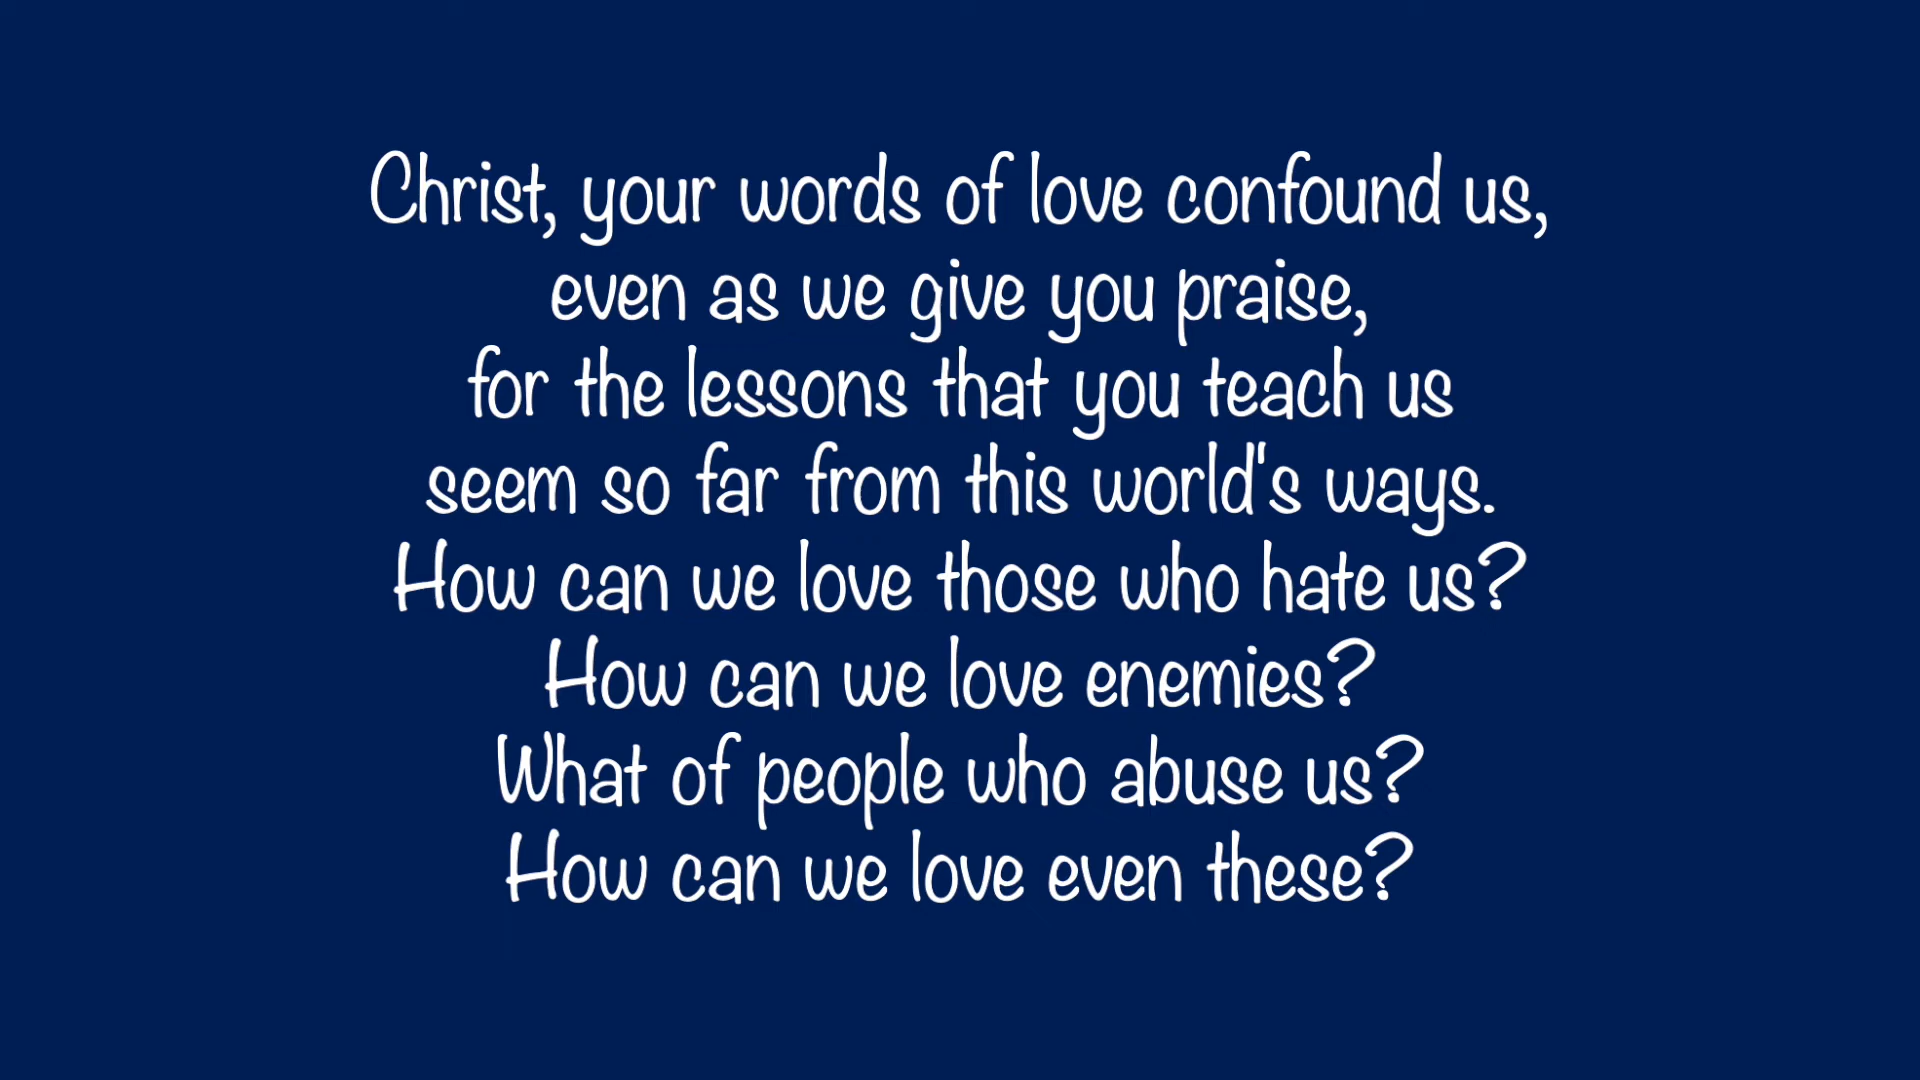 Christ, your words of love confound us,
even as we give you praise,
for the lessons that you teach us
seem so far from this world's ways.
How can we love those who hate us?
How can we love enemies?
What of people who abuse us?
How can we love even these?